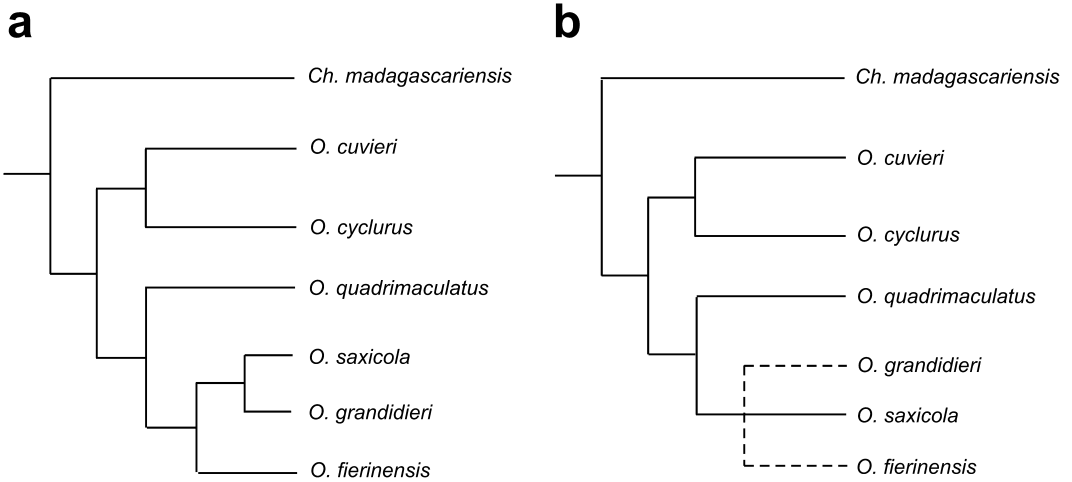 a
Ch. madagascariensis
O. cuvieri
O. cyclurus
O. quadrimaculatus
O. saxicola
O. grandidieri
O. fierinensis
b
Ch. madagascariensis
O. cuvieri
O. cyclurus
O. quadrimaculatus
O. grandidieri
O. saxicola
O. fierinensis